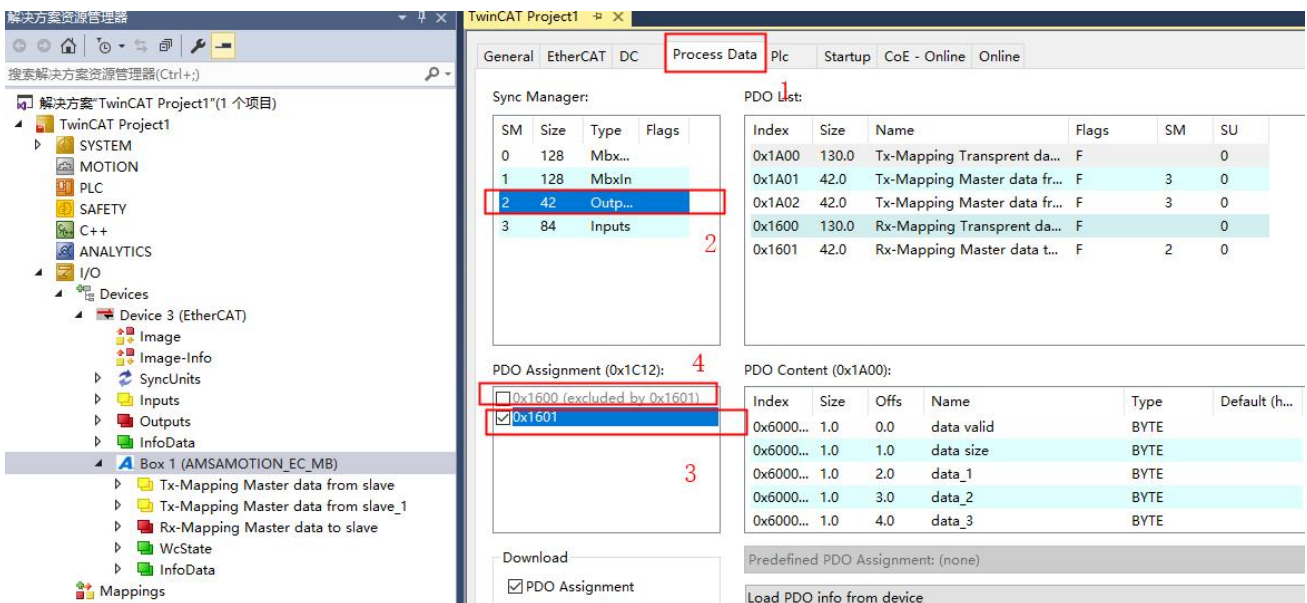 解决方案资源管理器
搜索解决方案资源管理器(Ctrl+;)
解决方案"TwinCAT Project1"(1 个项目)
TwinCAT Project1
SYSTEM
MOTION
PLC
SAFETY
C++
ANALYTICS
I/O
Devices
Device 3 (EtherCAT)
Image
Image-Info
SyncUnits
Inputs
Outputs
InfoData
Box 1 (AMSAMOTION_EC_MB)
Tx-Mapping Master data from slave
Tx-Mapping Master data from slave_1
Rx-Mapping Master data to slave
WcState
InfoData
Mappings
TwinCAT Project1
General EtherCAT DC Process Data Plc Startup CoE - Online Online
1
Sync Manager:
SM Size Type Flags
0 128 Mbx...
1 128 MbxIn
2 42 Outp...
3 84 Inputs
2
PDO List:
Index Size Name Flags SM SU
0x1A00 130.0 Tx-Mapping Transprent da... F 0
0x1A01 42.0 Tx-Mapping Master data fr... F 3 0
0x1A02 42.0 Tx-Mapping Master data fr... F 3 0
0x1600 130.0 Rx-Mapping Transprent da... F 0
0x1601 42.0 Rx-Mapping Master data t... F 2 0
PDO Assignment (0x1C12):
4
0x1600 (excluded by 0x1601)
0x1601
3
PDO Content (0x1A00):
Index Size Offs Name Type Default (h...
0x6000... 1.0 0.0 data valid BYTE
0x6000... 1.0 1.0 data size BYTE
0x6000... 1.0 2.0 data_1 BYTE
0x6000... 1.0 3.0 data_2 BYTE
0x6000... 1.0 4.0 data_3 BYTE
Download
PDO Assignment
Predefined PDO Assignment: (none)
Load PDO info from device